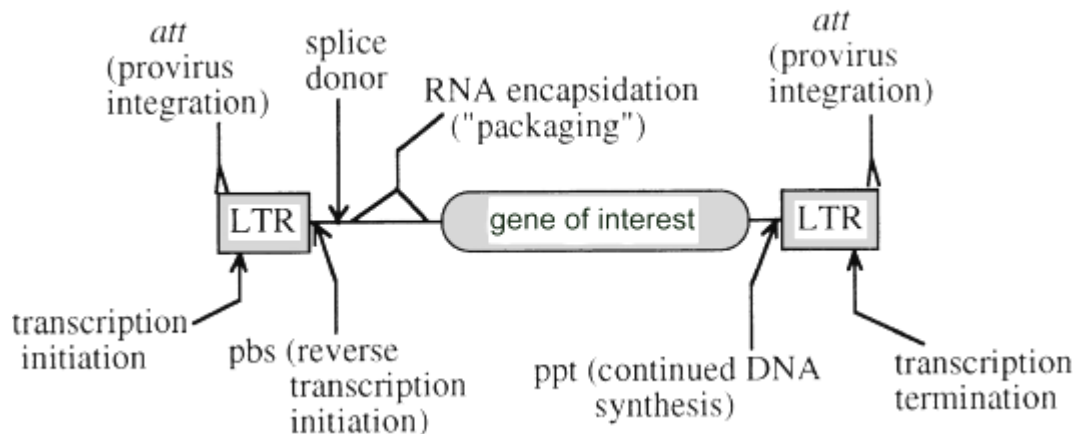 att
(provirus
integration)
splice
donor
RNA encapsidation
("packaging")
att
(provirus
integration)
LTR
gene of interest
LTR
transcription
initiation
pbs (reverse
transcription
initiation)
ppt (continued DNA
synthesis)
transcription
termination